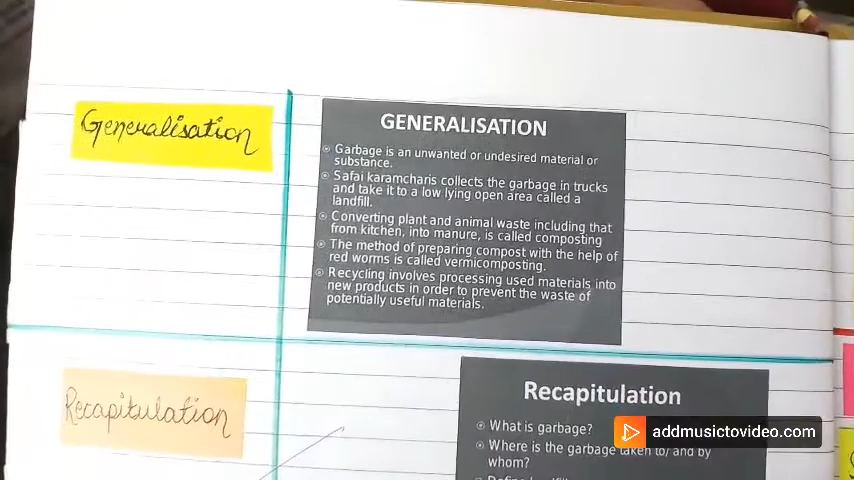 Generalisation
GENERALISATION
Garbage is an unwanted or undesired material or
substance.
Safai karamcharis collects the garbage in trucks
and take it to a low lying open area called a
landfill.
Converting plant and animal waste including that
from kitchen, into manure, is called composting
The method of preparing compost with the help of
red worms is called vermicomposting.
Recycling involves processing used materials into
new products in order to prevent the waste of
potentially useful materials.
Recapitulation
Recapitulation
What is garbage?
Where is the garbage taken to/ and by
whom?
addmusictovideo.com